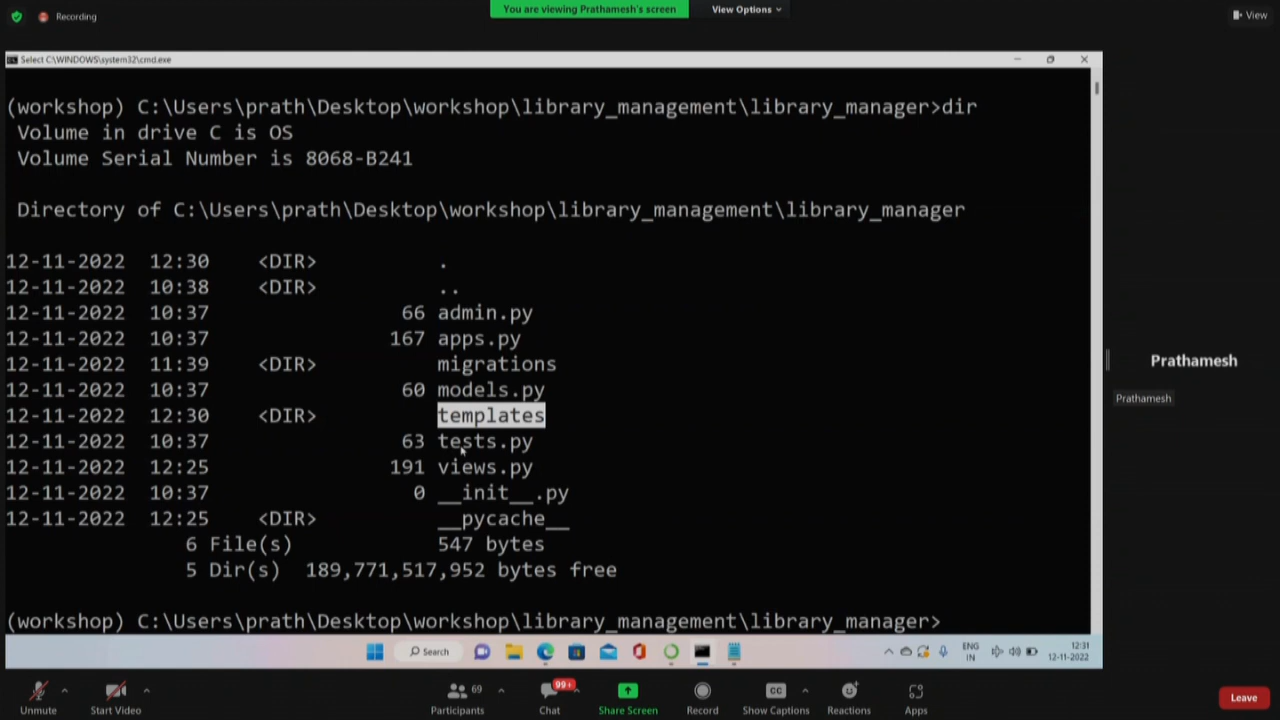 Recording
You are viewing Prathamesh's screen
View Options
View
Select C:\WINDOWS\system32\cmd.exe
(workshop) C:\Users\prath\Desktop\workshop\library_management\library_manager>dir
Volume in drive C is OS
Volume Serial Number is 8068-B241
Directory of C:\Users\prath\Desktop\workshop\library_management\library_manager
12-11-2022 12:30 <DIR> .
12-11-2022 10:38 <DIR> ..
12-11-2022 10:37 66 admin.py
12-11-2022 10:37 167 apps.py
12-11-2022 11:39 <DIR> migrations
12-11-2022 10:37 60 models.py
12-11-2022 12:30 <DIR> templates
12-11-2022 10:37 63 tests.py
12-11-2022 12:25 191 views.py
12-11-2022 10:37 0 __init__.py
12-11-2022 12:25 <DIR> __pycache__
6 File(s) 547 bytes
5 Dir(s) 189,771,517,952 bytes free
(workshop) C:\Users\prath\Desktop\workshop\library_management\library_manager>
Prathamesh
Prathamesh
Search
ENG
IN
12:31
12-11-2022
Unmute
Start Video
69
Participants
99+
Chat
Share Screen
Record
CC
Show Captions
Reactions
Apps
Leave